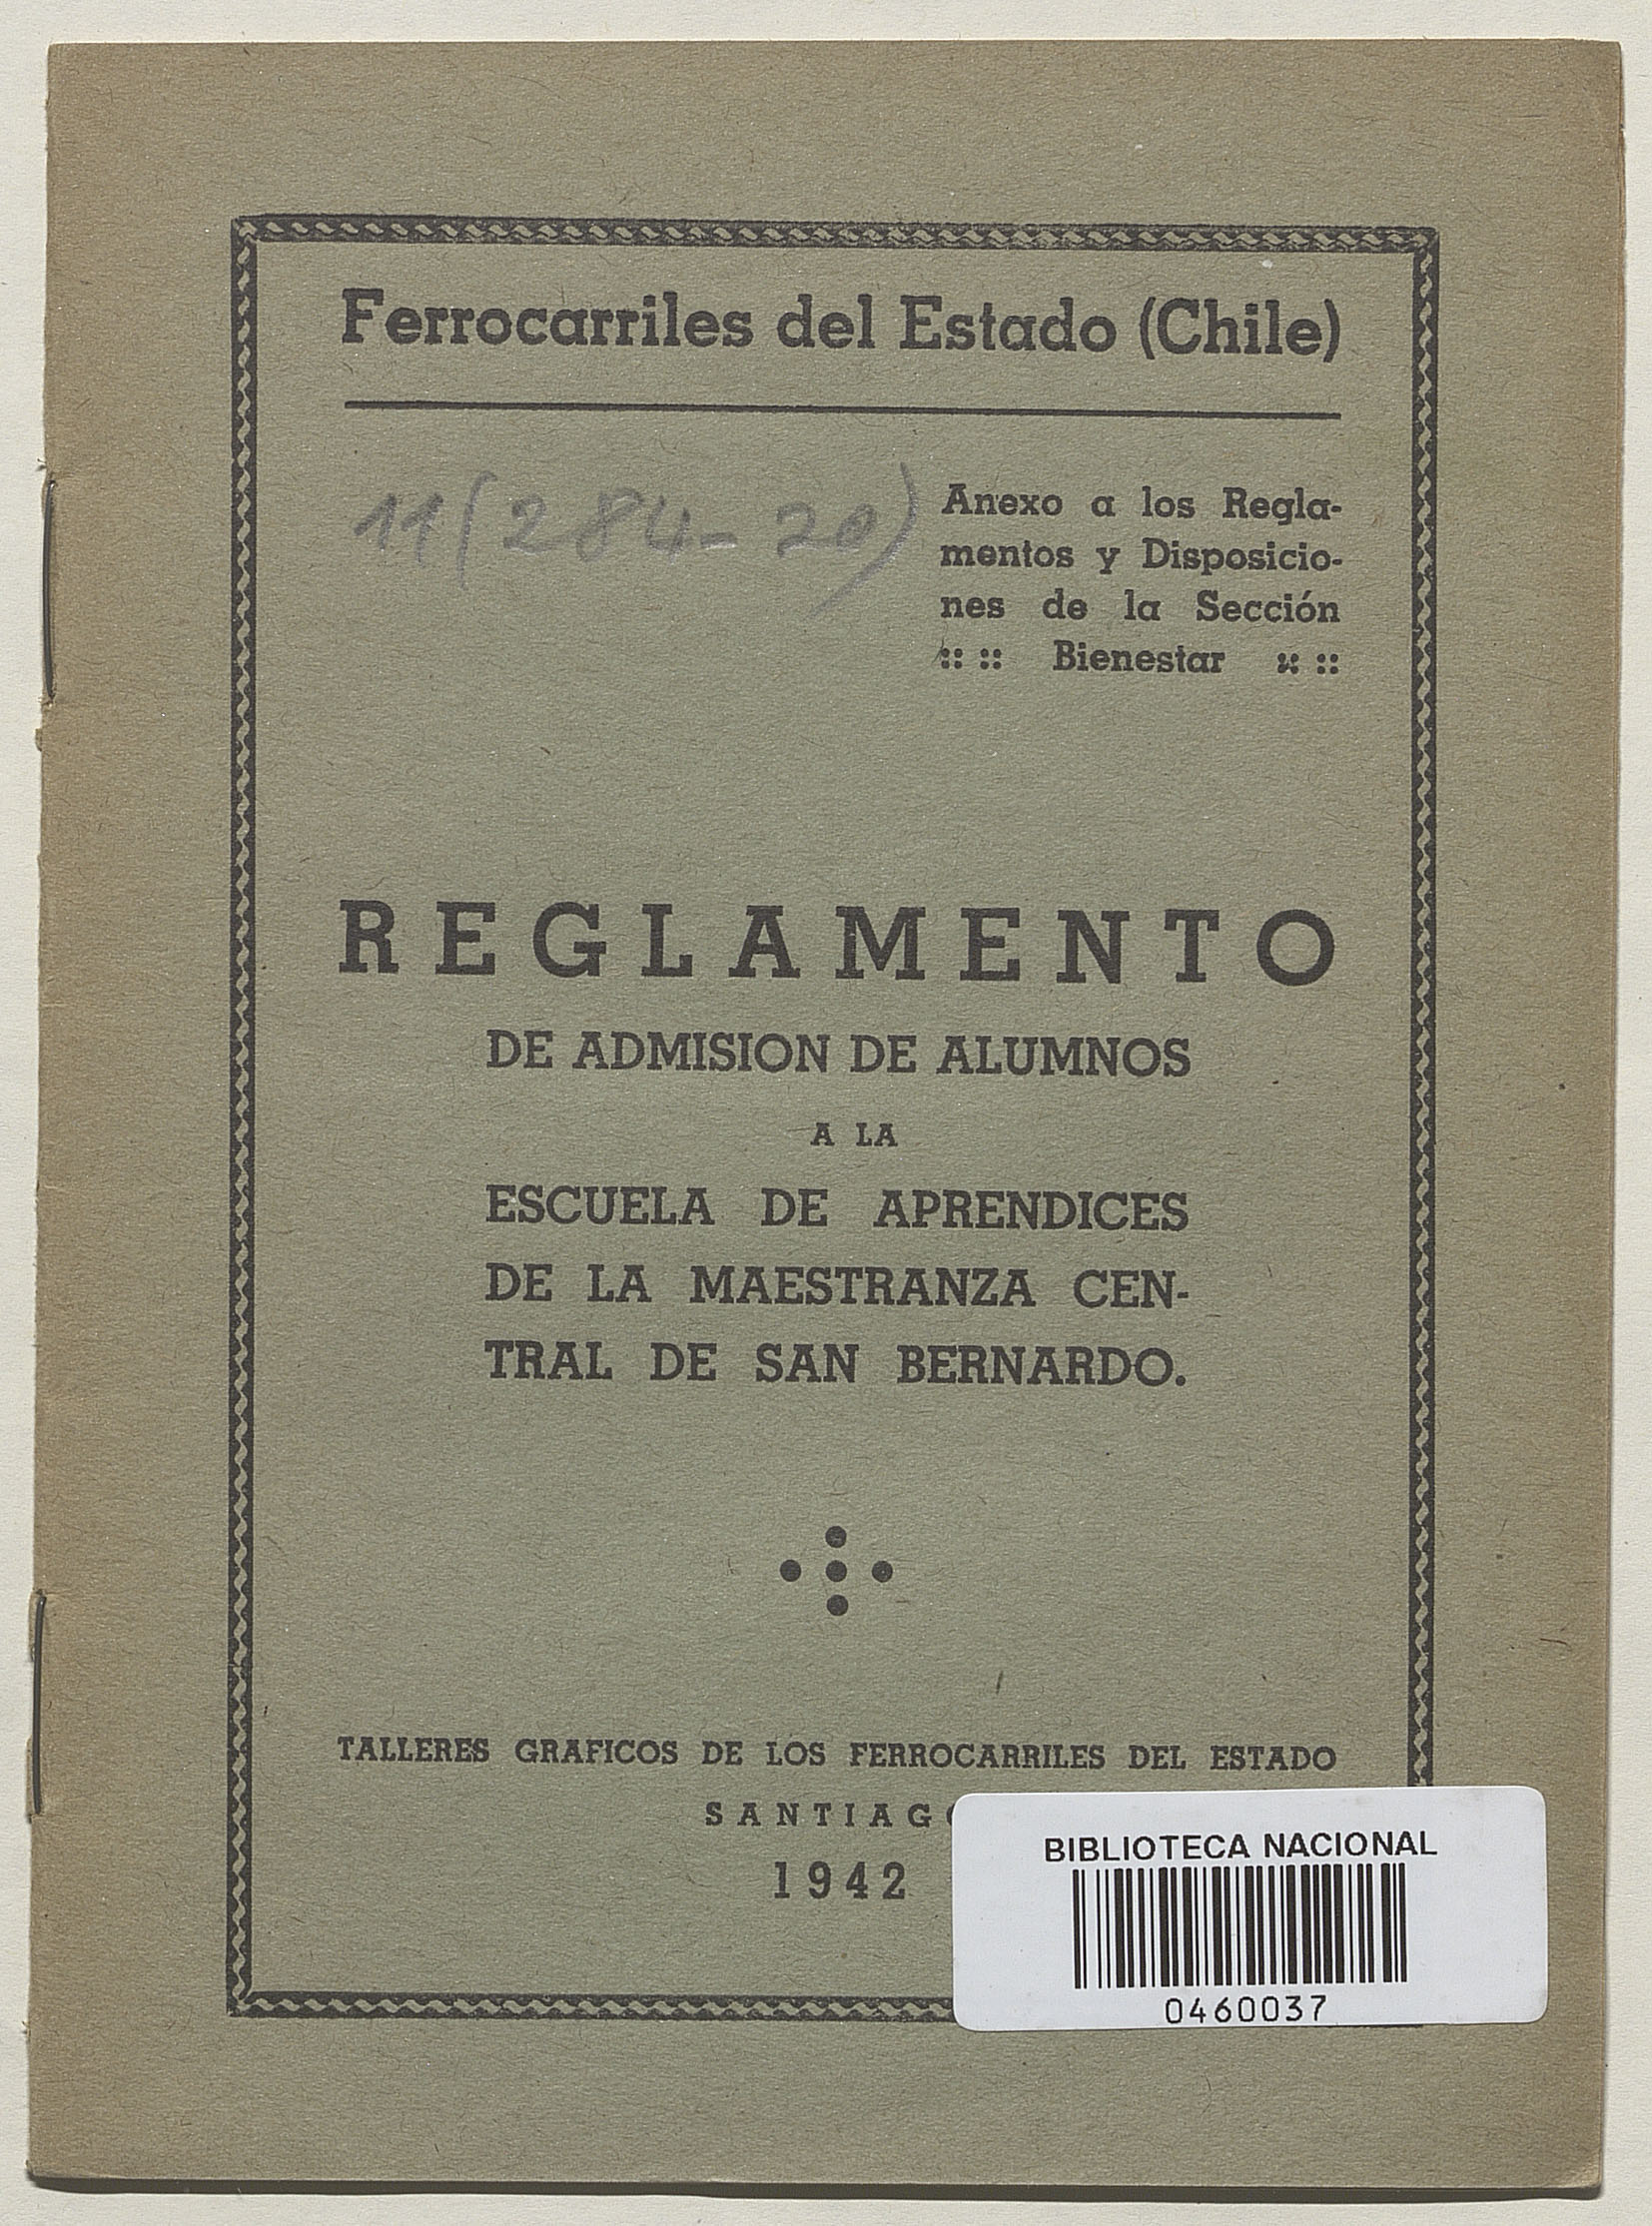 Ferrocarriles del Estado (Chile)
11(284-20)
Anexo a los Regla-
mentos y Disposicio-
nes de la Sección
:: :: Bienestar :: ::
REGLAMENTO
DE ADMISION DE ALUMNOS
A LA
ESCUELA DE APRENDICES
DE LA MAESTRANZA CEN-
TRAL DE SAN BERNARDO.
TALLERES GRAFICOS DE LOS FERROCARRILES DEL ESTADO
SANTIAGO
1942
BIBLIOTECA NACIONAL
0460037